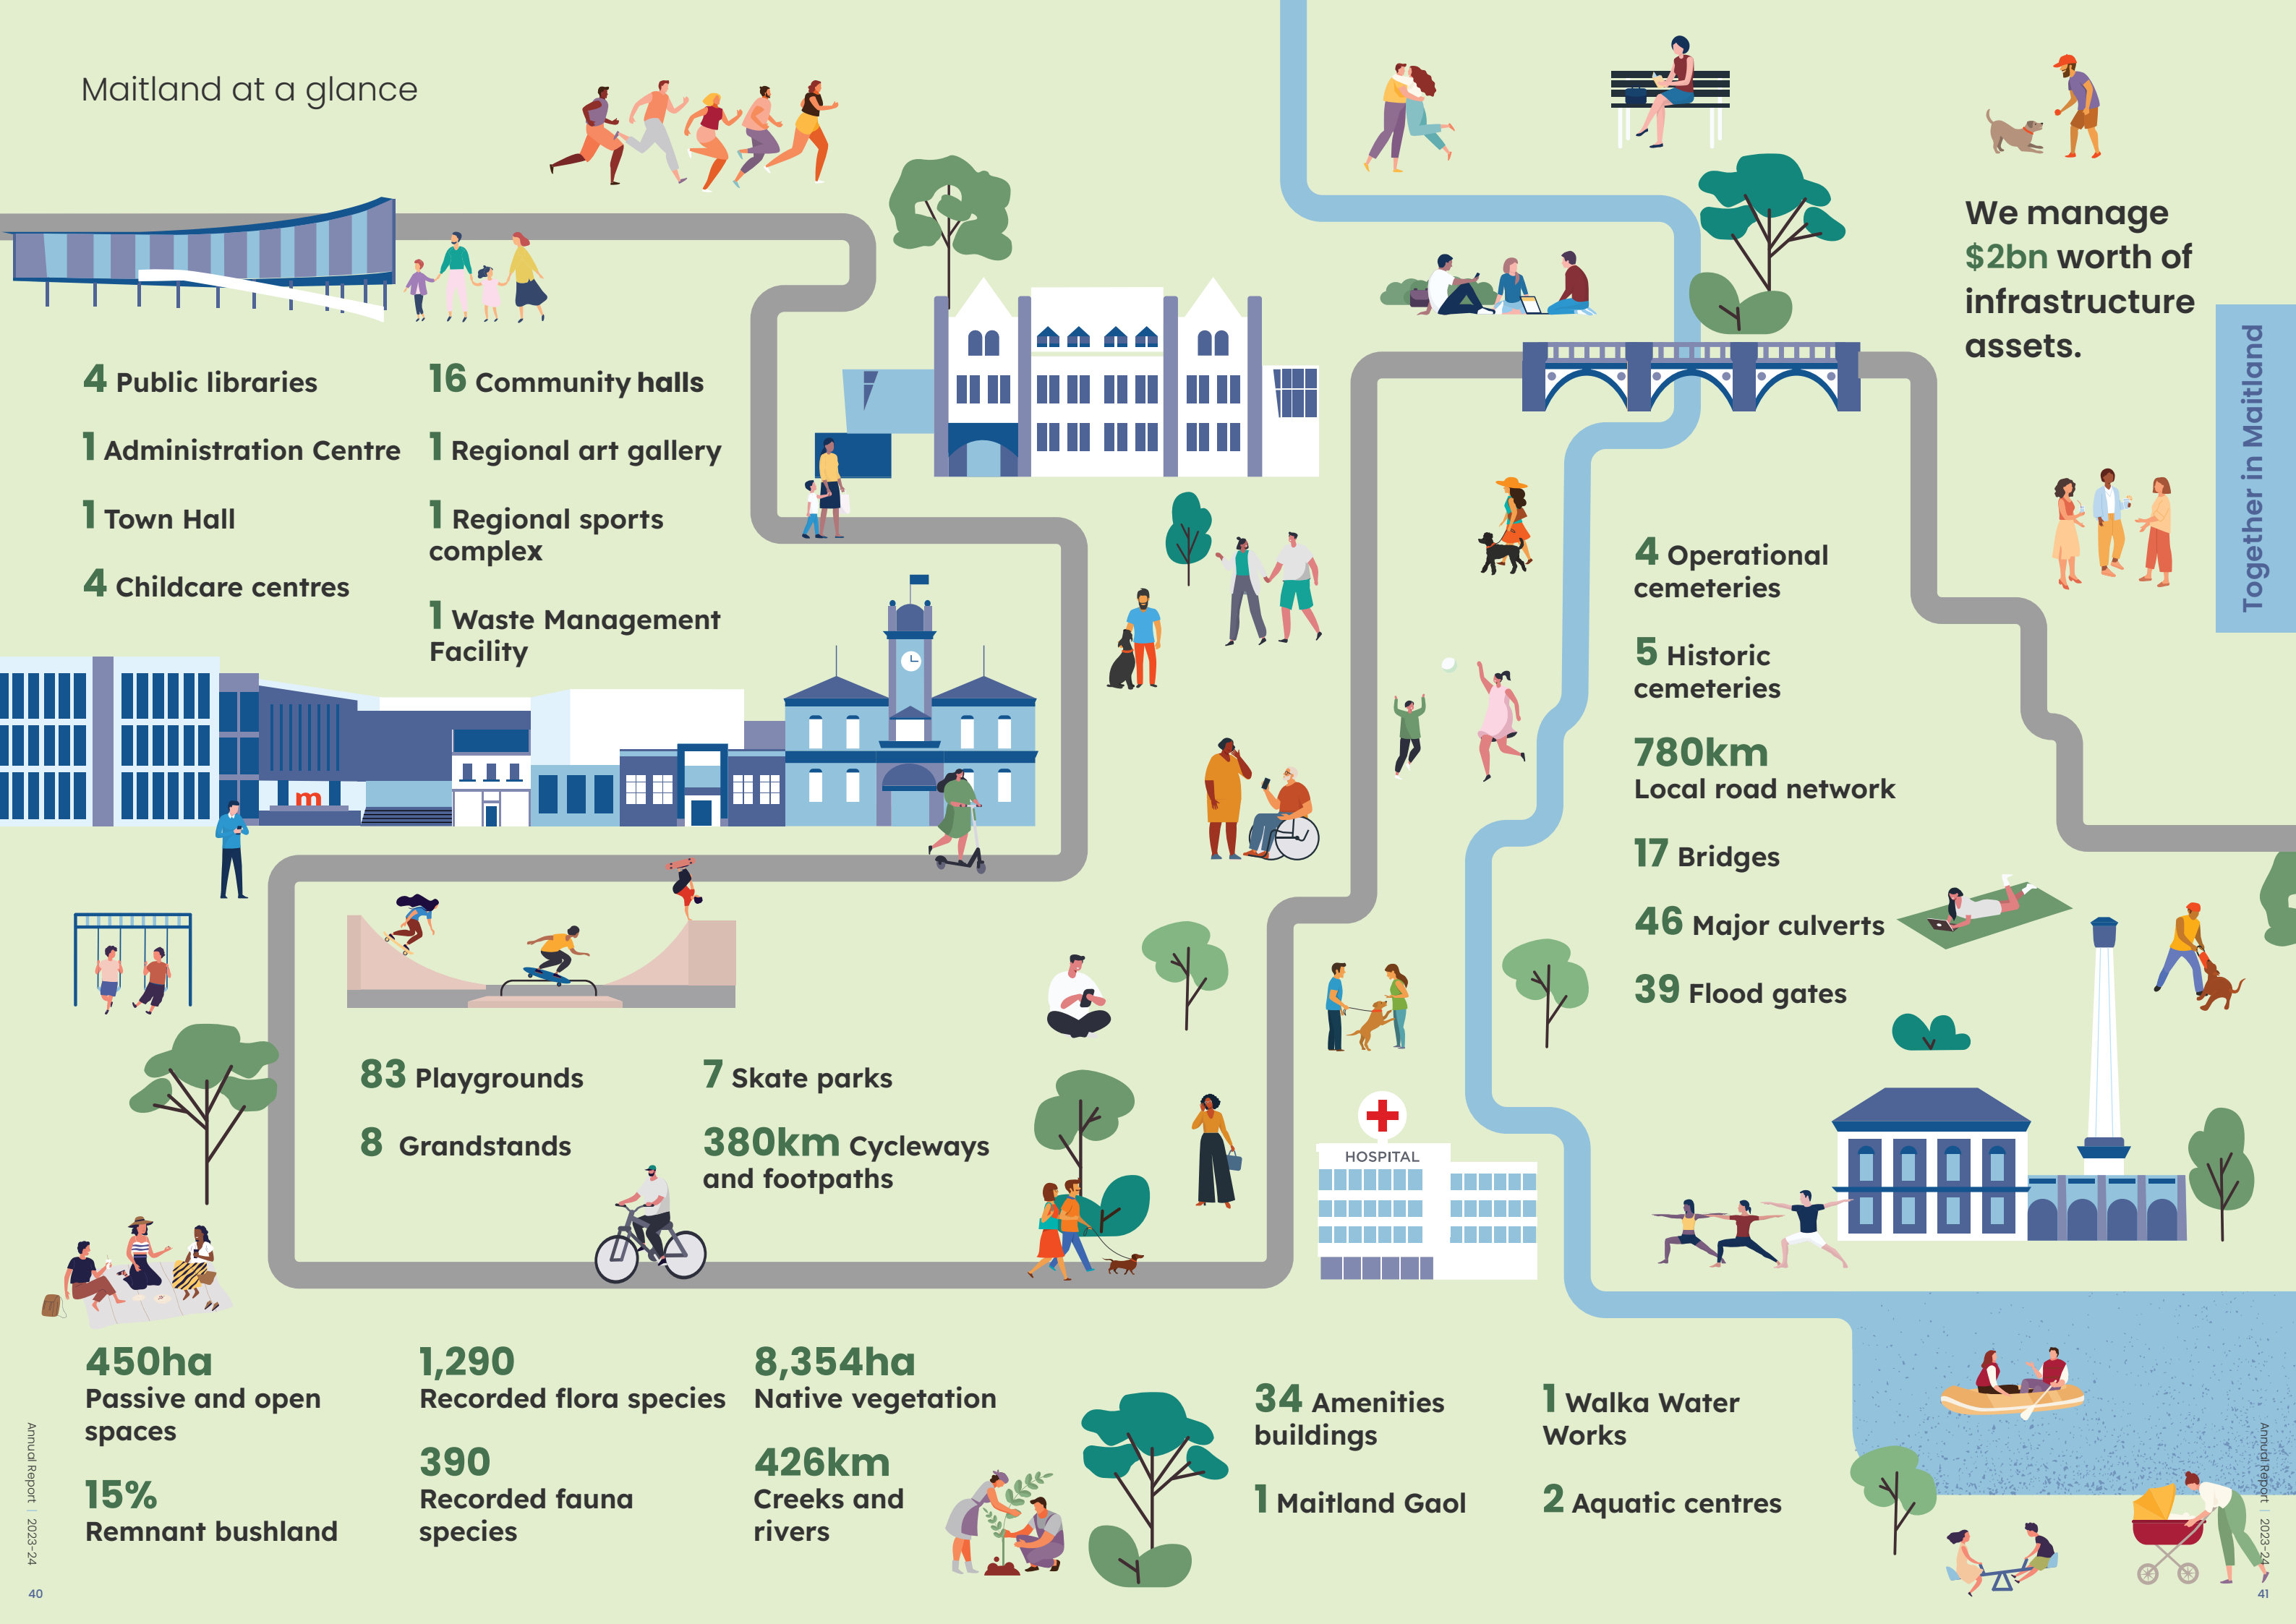 Maitland at a glance
4 Public libraries
1 Administration Centre
1 Town Hall
4 Childcare centres
16 Community halls
1 Regional art gallery
1 Regional sports
complex
1 Waste Management
Facility
m
83 Playgrounds
8 Grandstands
7 Skate parks
380km Cycleways
and footpaths
450ha
Passive and open
spaces
15%
Remnant bushland
1,290
Recorded flora species
390
Recorded fauna
species
8,354ha
Native vegetation
426km
Creeks and
rivers
Annual Report | 2023-24
40
We manage
$2bn worth of
infrastructure
assets.
Together in Maitland
4 Operational
cemeteries
5 Historic
cemeteries
780km
Local road network
17 Bridges
46 Major culverts
39 Flood gates
HOSPITAL
34 Amenities
buildings
1 Maitland Gaol
1 Walka Water
Works
2 Aquatic centres
Annual Report | 2023-24
41